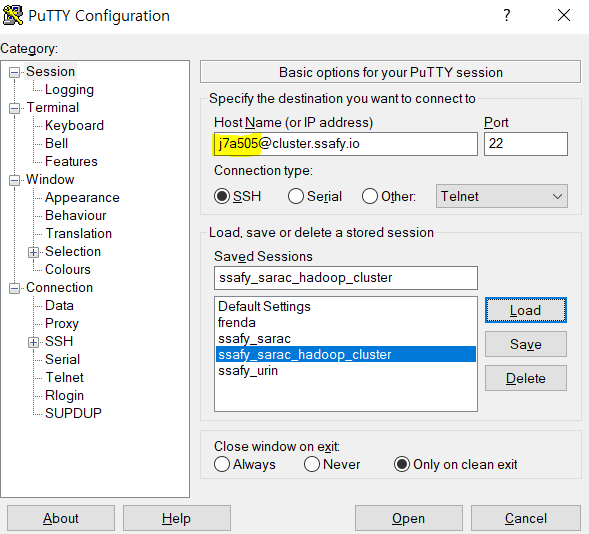 PuTTY Configuration
?
Category:
Session
Logging
Terminal
Keyboard
Bell
Features
Window
Appearance
Behaviour
Translation
Selection
Colours
Connection
Data
Proxy
SSH
Serial
Telnet
Rlogin
SUPDUP
Basic options for your PuTTY session
Specify the destination you want to connect to
Host Name (or IP address) Port
j7a505@cluster.ssafy.io 22
Connection type:
SSH Serial Other: Telnet
Load, save or delete a stored session
Saved Sessions
ssafy_sarac_hadoop_cluster
Default Settings
frenda
ssafy_sarac
ssafy_sarac_hadoop_cluster
ssafy_urin
Load
Save
Delete
Close window on exit:
Always Never Only on clean exit
About Help Open Cancel